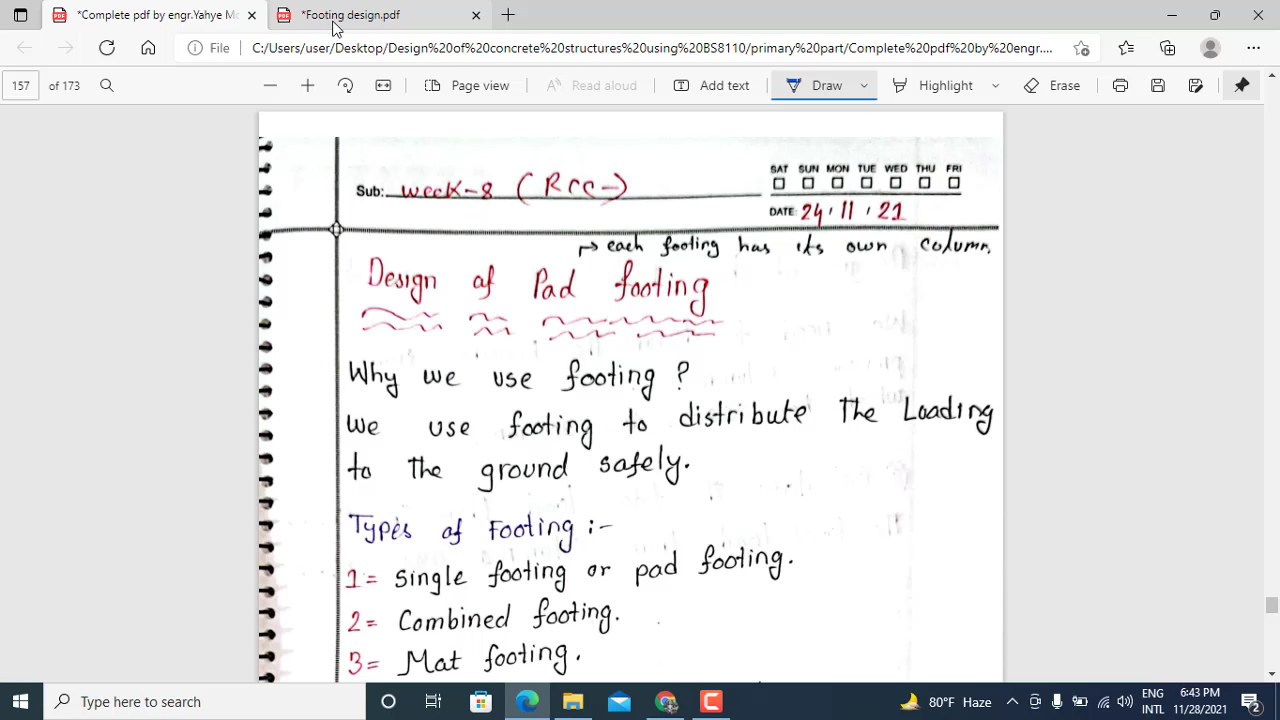 *Complete pdf by engr.Yahye M
*Footing design.pdf
File
C:/Users/user/Desktop/Design%20of%20concrete%20structures%20using%20BS8110/primary%20part/Complete%20pdf%20by%20engr....
157 of 173
Page view
Read aloud
Add text
Draw
Highlight
Erase
SAT SUN MON TUE WED THU FRI
Sub: week-8 (RCC-)
DATE: 24 / 11 / 21
↱ each footing has its own column.
Design of Pad footing
Why we use footing ?
We use footing to distribute The Loading
to the ground safely.
Types of Footing :-
1= Single footing or pad footing.
2= Combined footing.
3= Mat footing.
Type here to search
80°F Haze
ENG
INTL
4:43 PM
11/28/2021
2